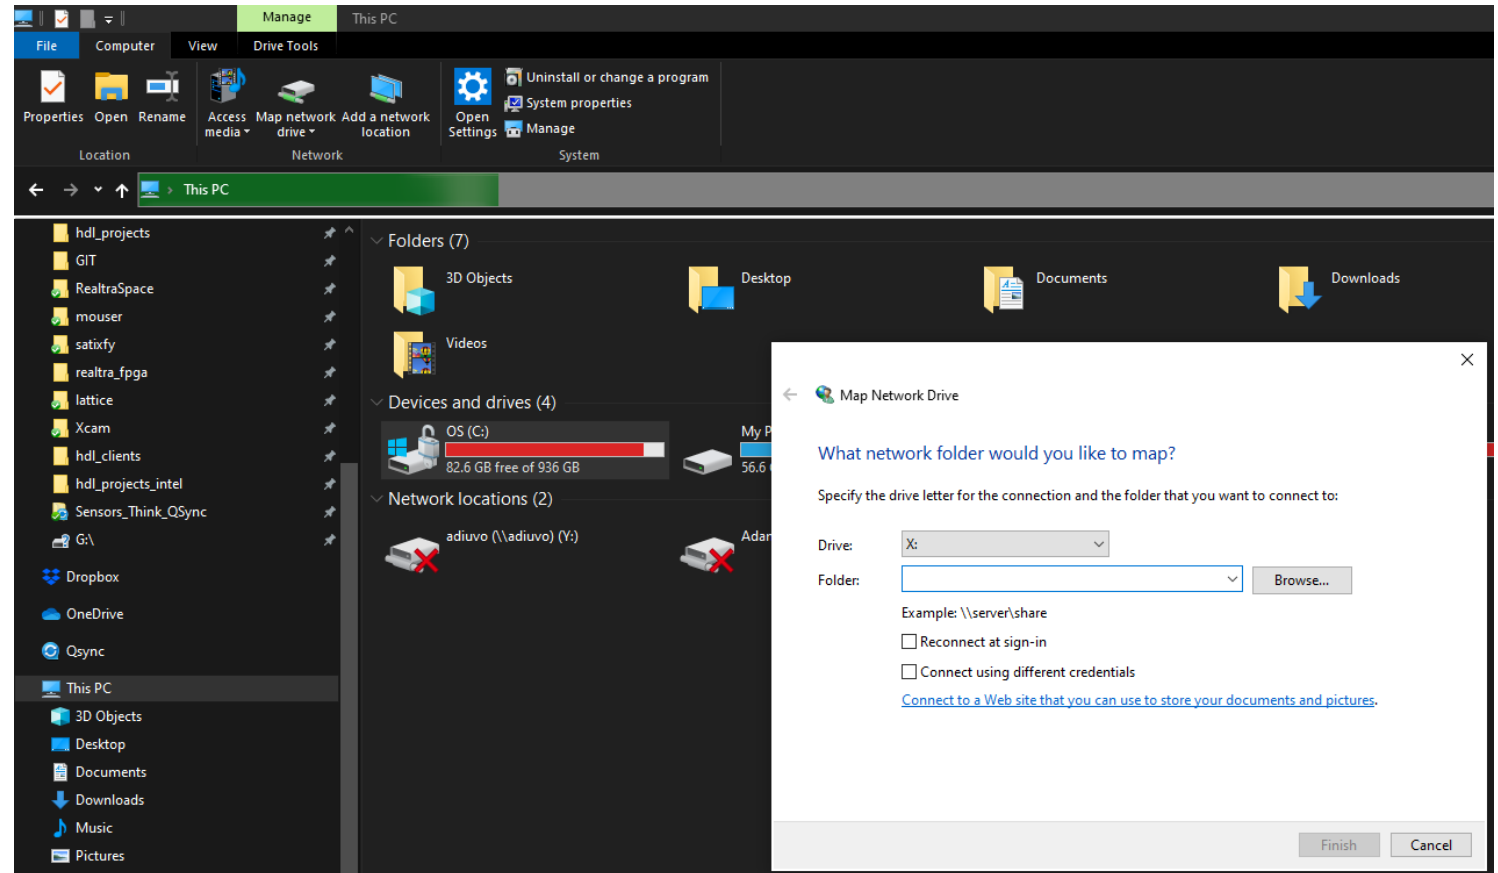 Manage
This PC
File
Computer
View
Drive Tools
Properties
Open
Rename
Access
media
Map network
drive
Add a network
location
Open
Settings
Uninstall or change a program
System properties
Manage
Location
Network
System
This PC
hdl_projects
GIT
RealtraSpace
mouser
satixfy
realtra_fpga
lattice
Xcam
hdl_clients
hdl_projects_intel
Sensors_Think_QSync
G:\
Dropbox
OneDrive
Qsync
This PC
3D Objects
Desktop
Documents
Downloads
Music
Pictures
Folders (7)
3D Objects
Desktop
Documents
Downloads
Videos
Devices and drives (4)
OS (C:)
82.6 GB free of 936 GB
My P
56.6
Network locations (2)
adiuvo (\\adiuvo) (Y:)
Adar
Map Network Drive
What network folder would you like to map?
Specify the drive letter for the connection and the folder that you want to connect to:
Drive:
X:
Folder:
Browse...
Example: \\server\share
Reconnect at sign-in
Connect using different credentials
Connect to a Web site that you can use to store your documents and pictures.
Finish
Cancel